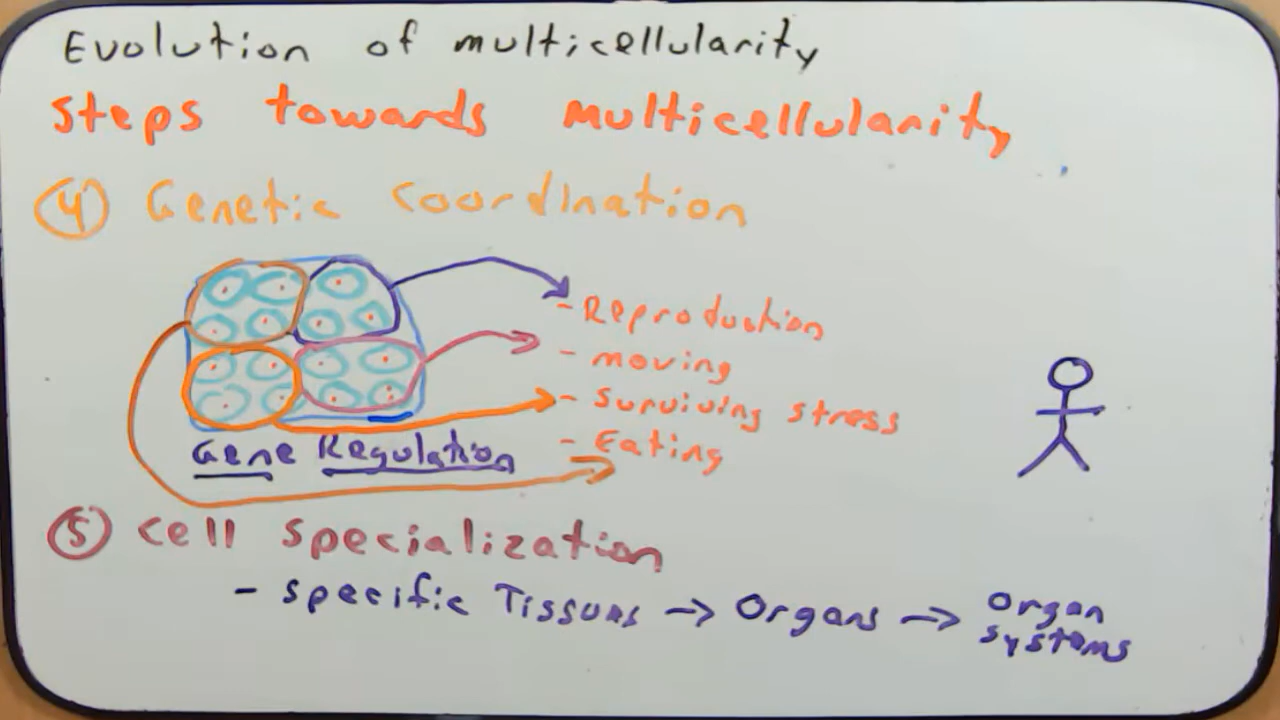 Evolution of multicellularity
Steps towards multicellularity
4 Genetic coordination
- Reproduction
- moving
- Surviving stress
- Eating
Gene Regulation
5 Cell specialization
- specific Tissues → Organs → Organ systems